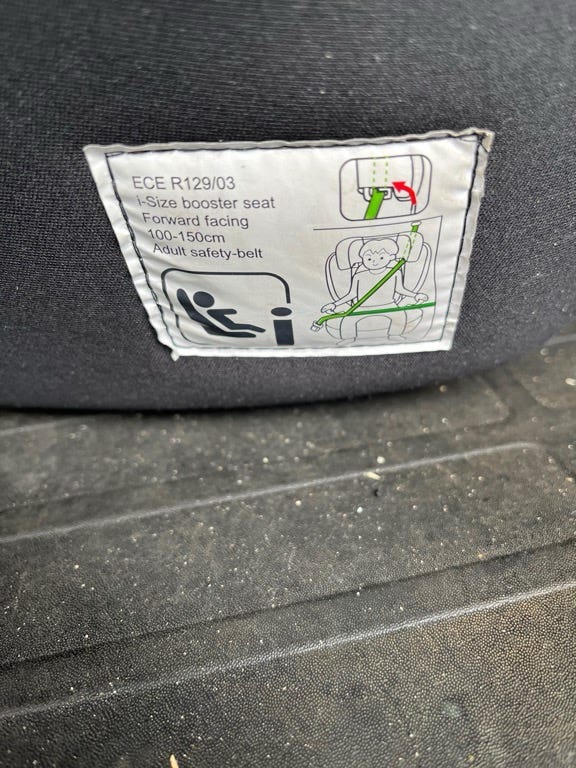 ECE R129/03
i-Size booster seat
Forward facing
100-150cm
Adult safety-belt